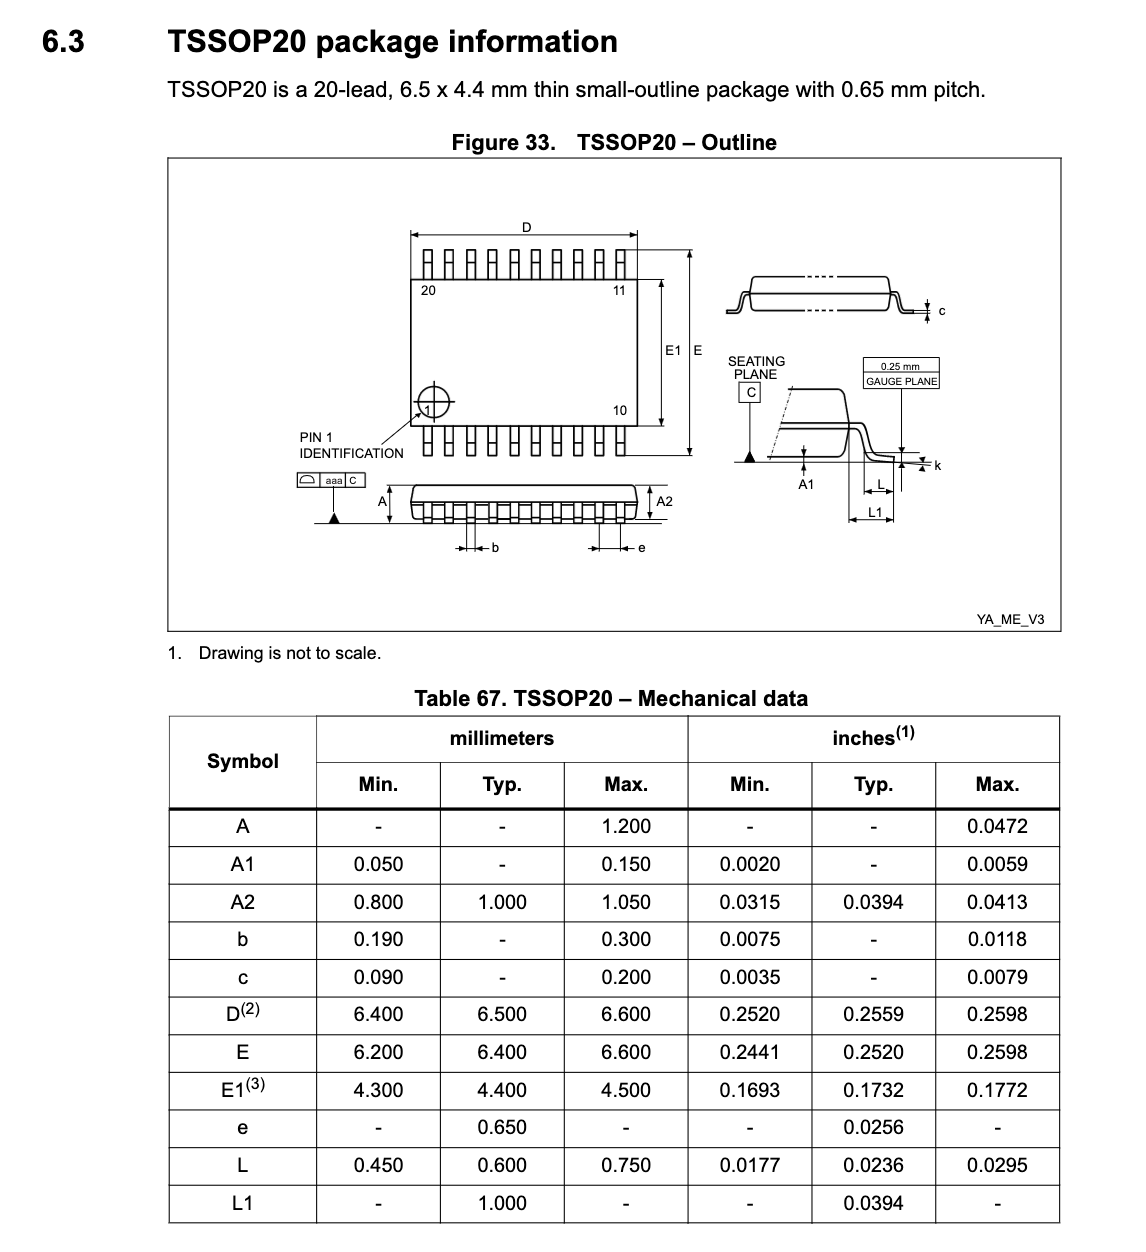 6.3 TSSOP20 package information
TSSOP20 is a 20-lead, 6.5 x 4.4 mm thin small-outline package with 0.65 mm pitch.
Figure 33. TSSOP20 – Outline
D
20 11
E1 E
1 10
PIN 1
IDENTIFICATION
aaa C
A
A2
b
e
c
SEATING
PLANE
C
0.25 mm
GAUGE PLANE
k
A1
L
L1
YA_ME_V3
1. Drawing is not to scale.
Table 67. TSSOP20 – Mechanical data
Symbol millimeters inches(1)
Min. Typ. Max. Min. Typ. Max.
A - - 1.200 - - 0.0472
A1 0.050 - 0.150 0.0020 - 0.0059
A2 0.800 1.000 1.050 0.0315 0.0394 0.0413
b 0.190 - 0.300 0.0075 - 0.0118
c 0.090 - 0.200 0.0035 - 0.0079
D(2) 6.400 6.500 6.600 0.2520 0.2559 0.2598
E 6.200 6.400 6.600 0.2441 0.2520 0.2598
E1(3) 4.300 4.400 4.500 0.1693 0.1732 0.1772
e - 0.650 - - 0.0256 -
L 0.450 0.600 0.750 0.0177 0.0236 0.0295
L1 - 1.000 - - 0.0394 -